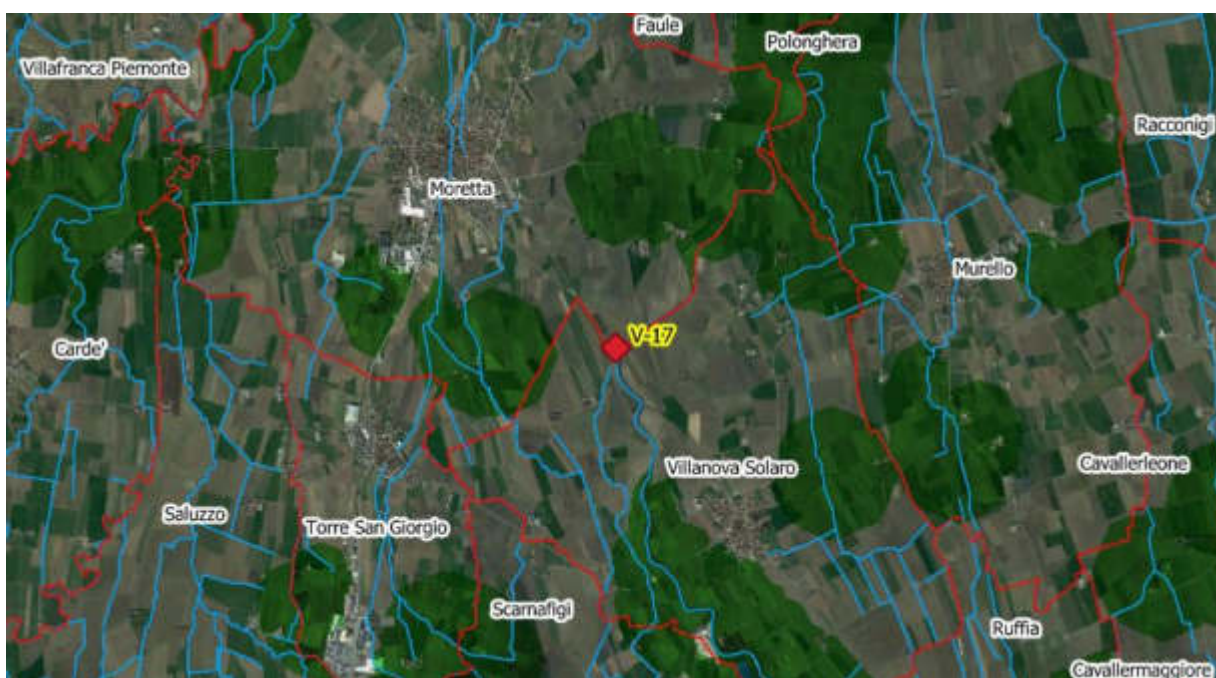 Faule
Polonghera
Villafranca Piemonte
Racconigi
Moretta
Murello
V-17
Carde'
Villanova Solaro
Cavallerleone
Saluzzo
Torre San Giorgio
Scarnafigi
Ruffia
Cavallermaggiore